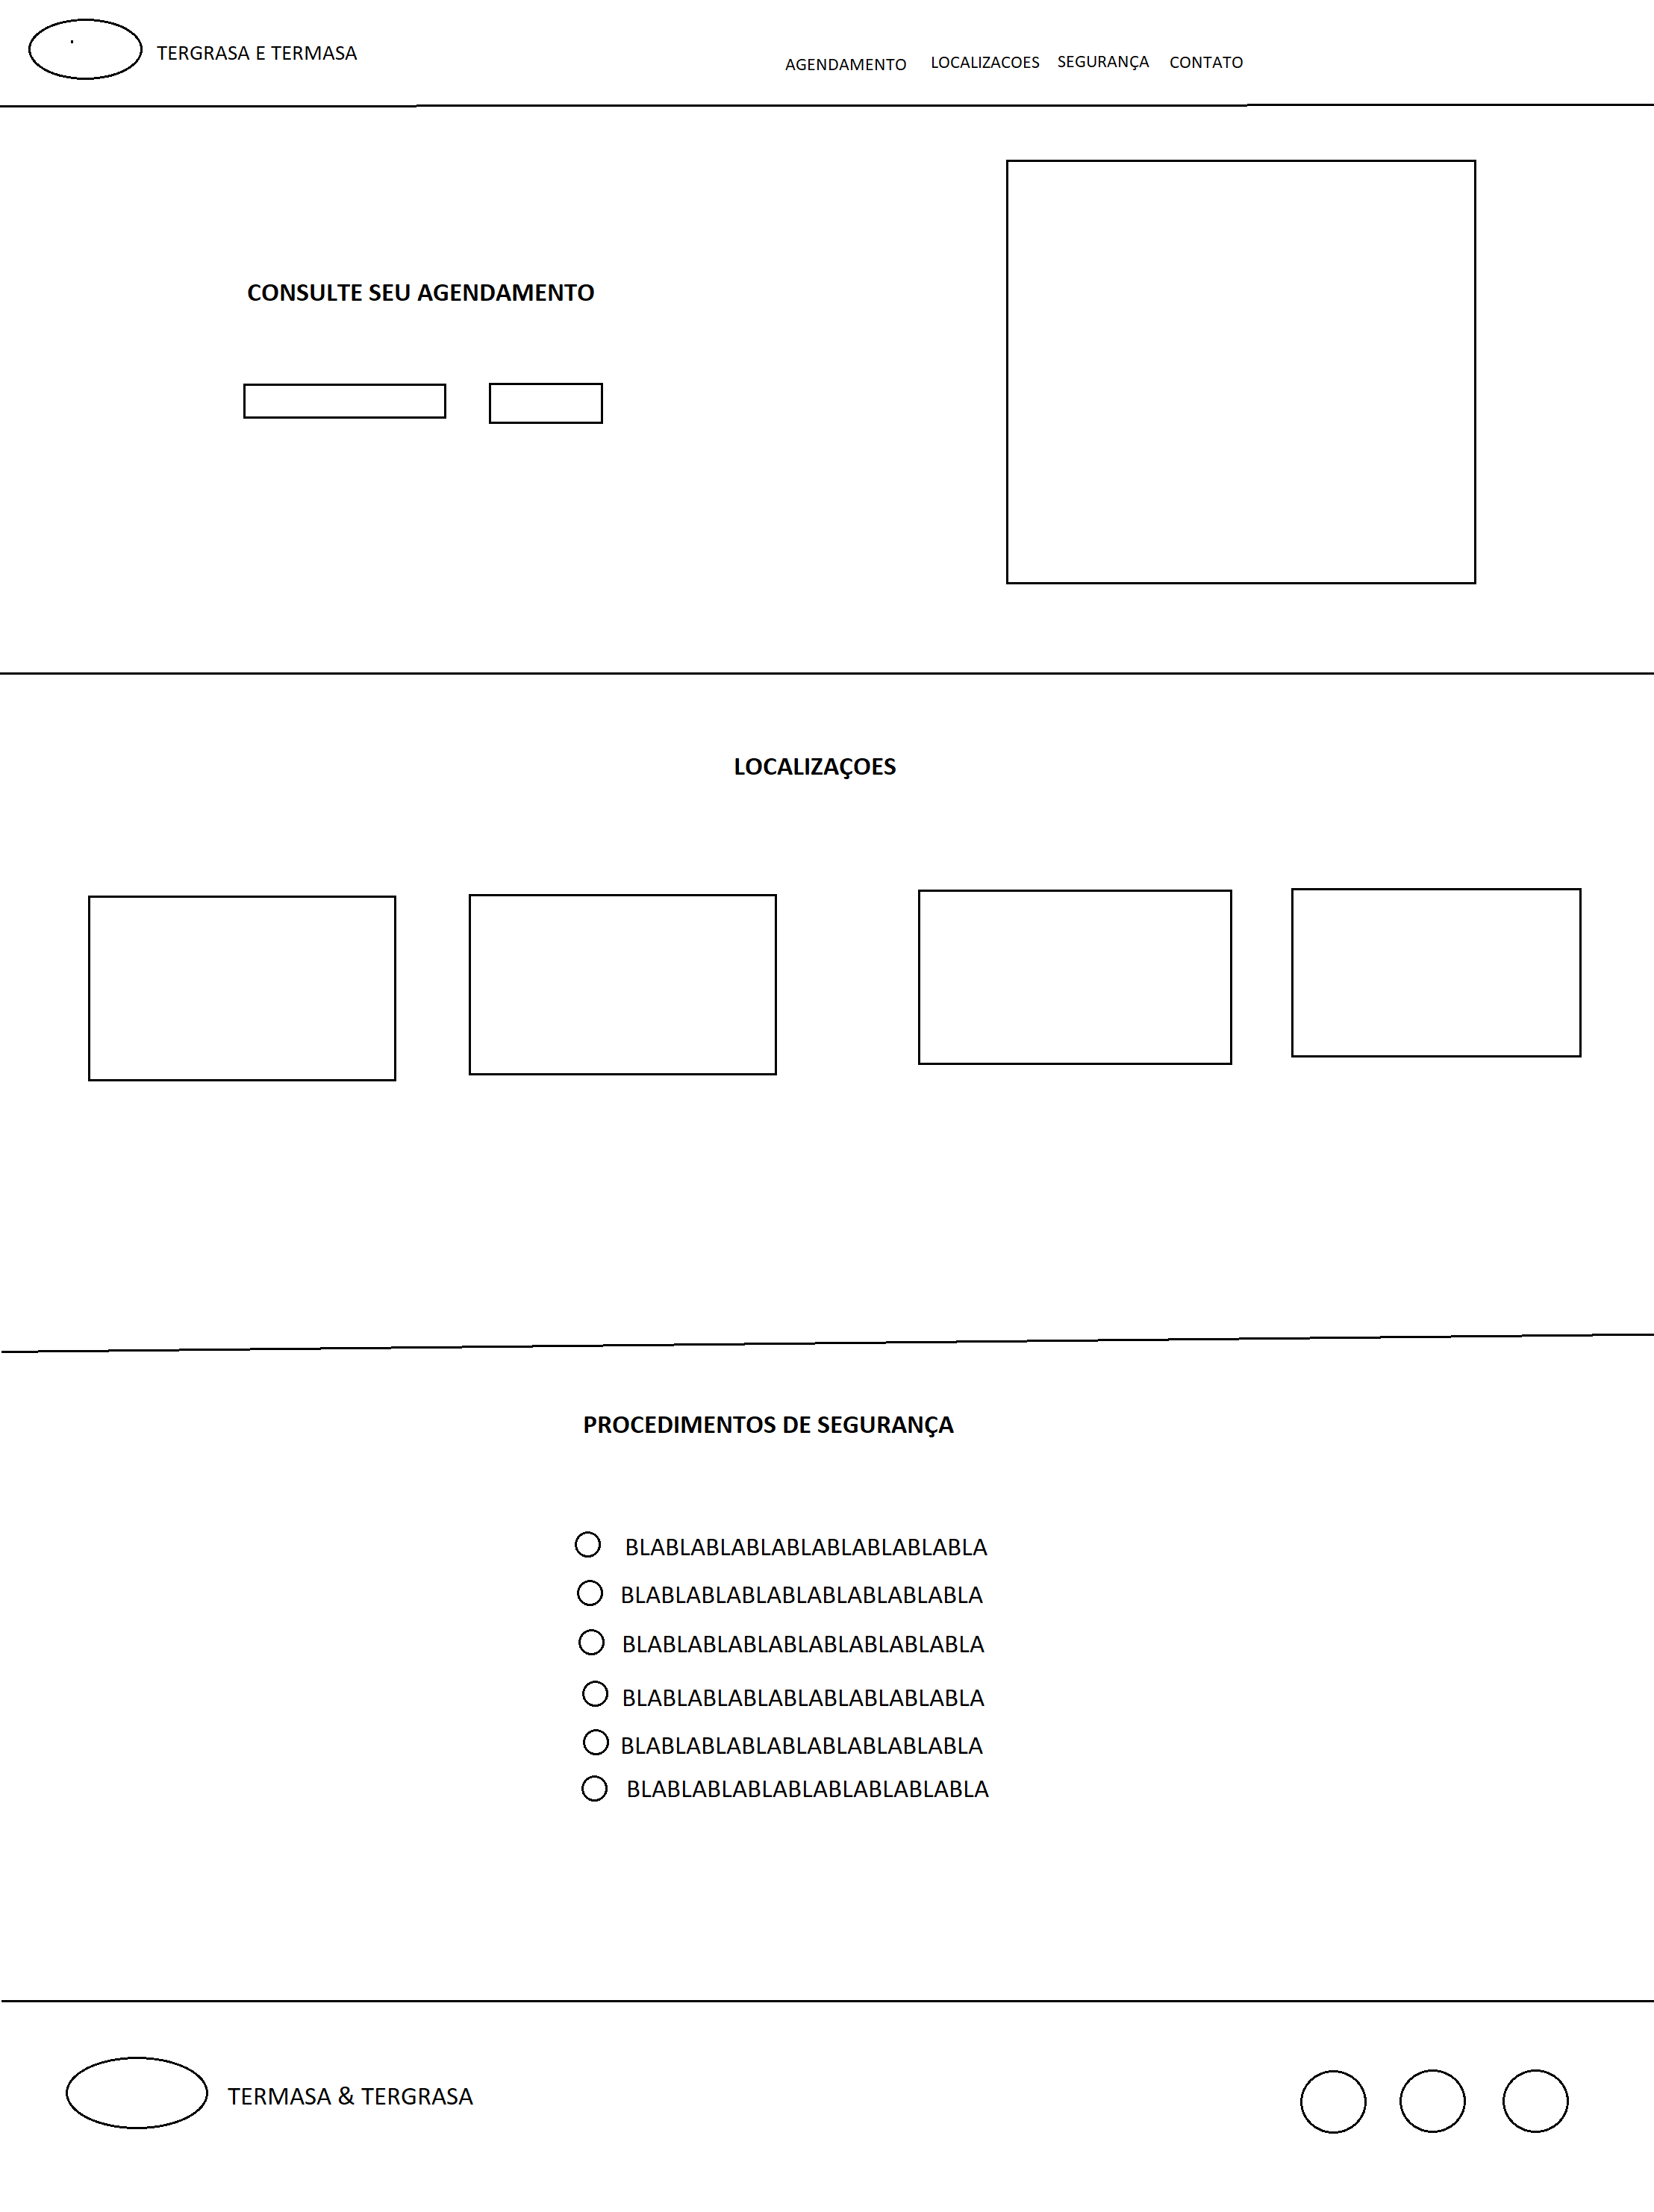 TERGRASA E TERMASA
AGENDAMENTO LOCALIZACOES SEGURANÇA CONTATO
CONSULTE SEU AGENDAMENTO
LOCALIZAÇOES
PROCEDIMENTOS DE SEGURANÇA
BLABLABLABLABLABLABLABLABLA
BLABLABLABLABLABLABLABLABLA
BLABLABLABLABLABLABLABLABLA
BLABLABLABLABLABLABLABLABLA
BLABLABLABLABLABLABLABLABLA
BLABLABLABLABLABLABLABLABLA
TERMASA & TERGRASA